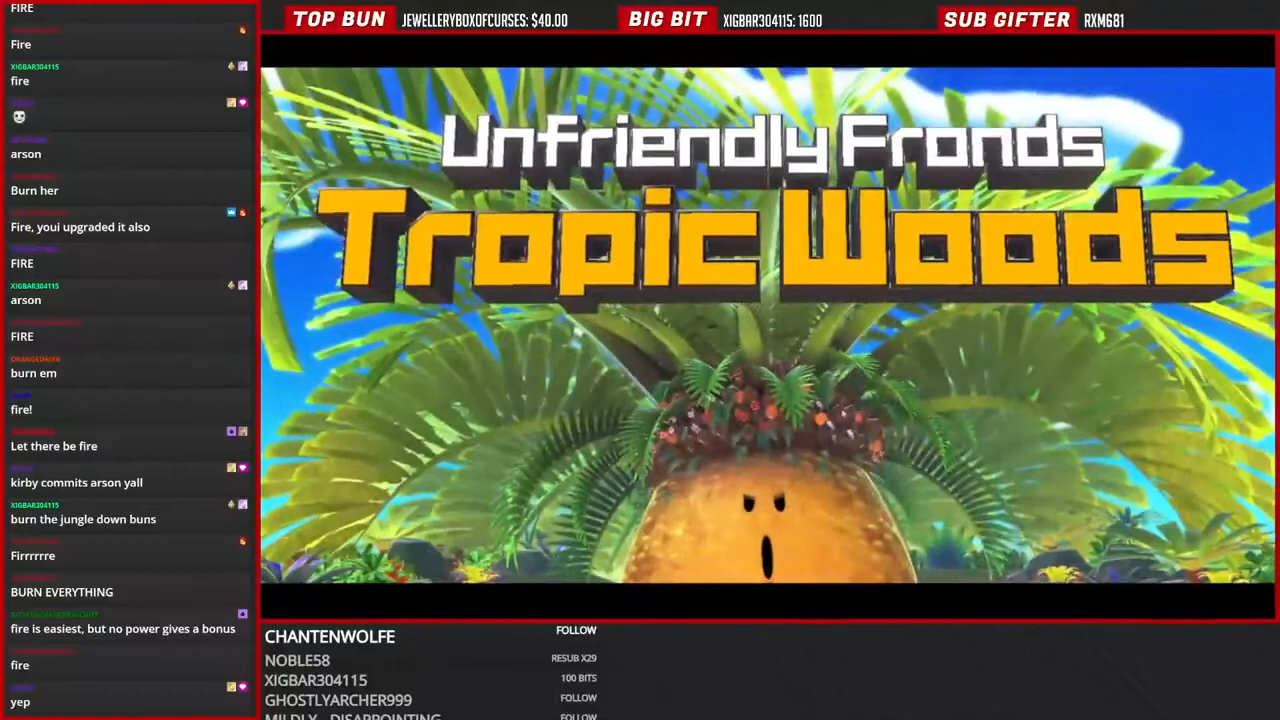 TOP BUN JEWELLERYBOXOFCURSES: $40.00 BIG BIT XIGBAR304115: 1600 SUB GIFTER RXM681
FIRE
Fire
XIGBAR304115
fire
arson
Burn her
Fire, youi upgraded it also
FIRE
XIGBAR304115
arson
FIRE
burn em
fire!
Let there be fire
kirby commits arson yall
XIGBAR304115
burn the jungle down buns
Firrrrrre
BURN EVERYTHING
fire is easiest, but no power gives a bonus
fire
yep
Unfriendly Fronds
Tropic Woods
CHANTENWOLFE FOLLOW
NOBLE58 RESUB X29
XIGBAR304115 100 BITS
GHOSTLYARCHER999 FOLLOW
MILDLY_DISAPPOINTING FOLLOW